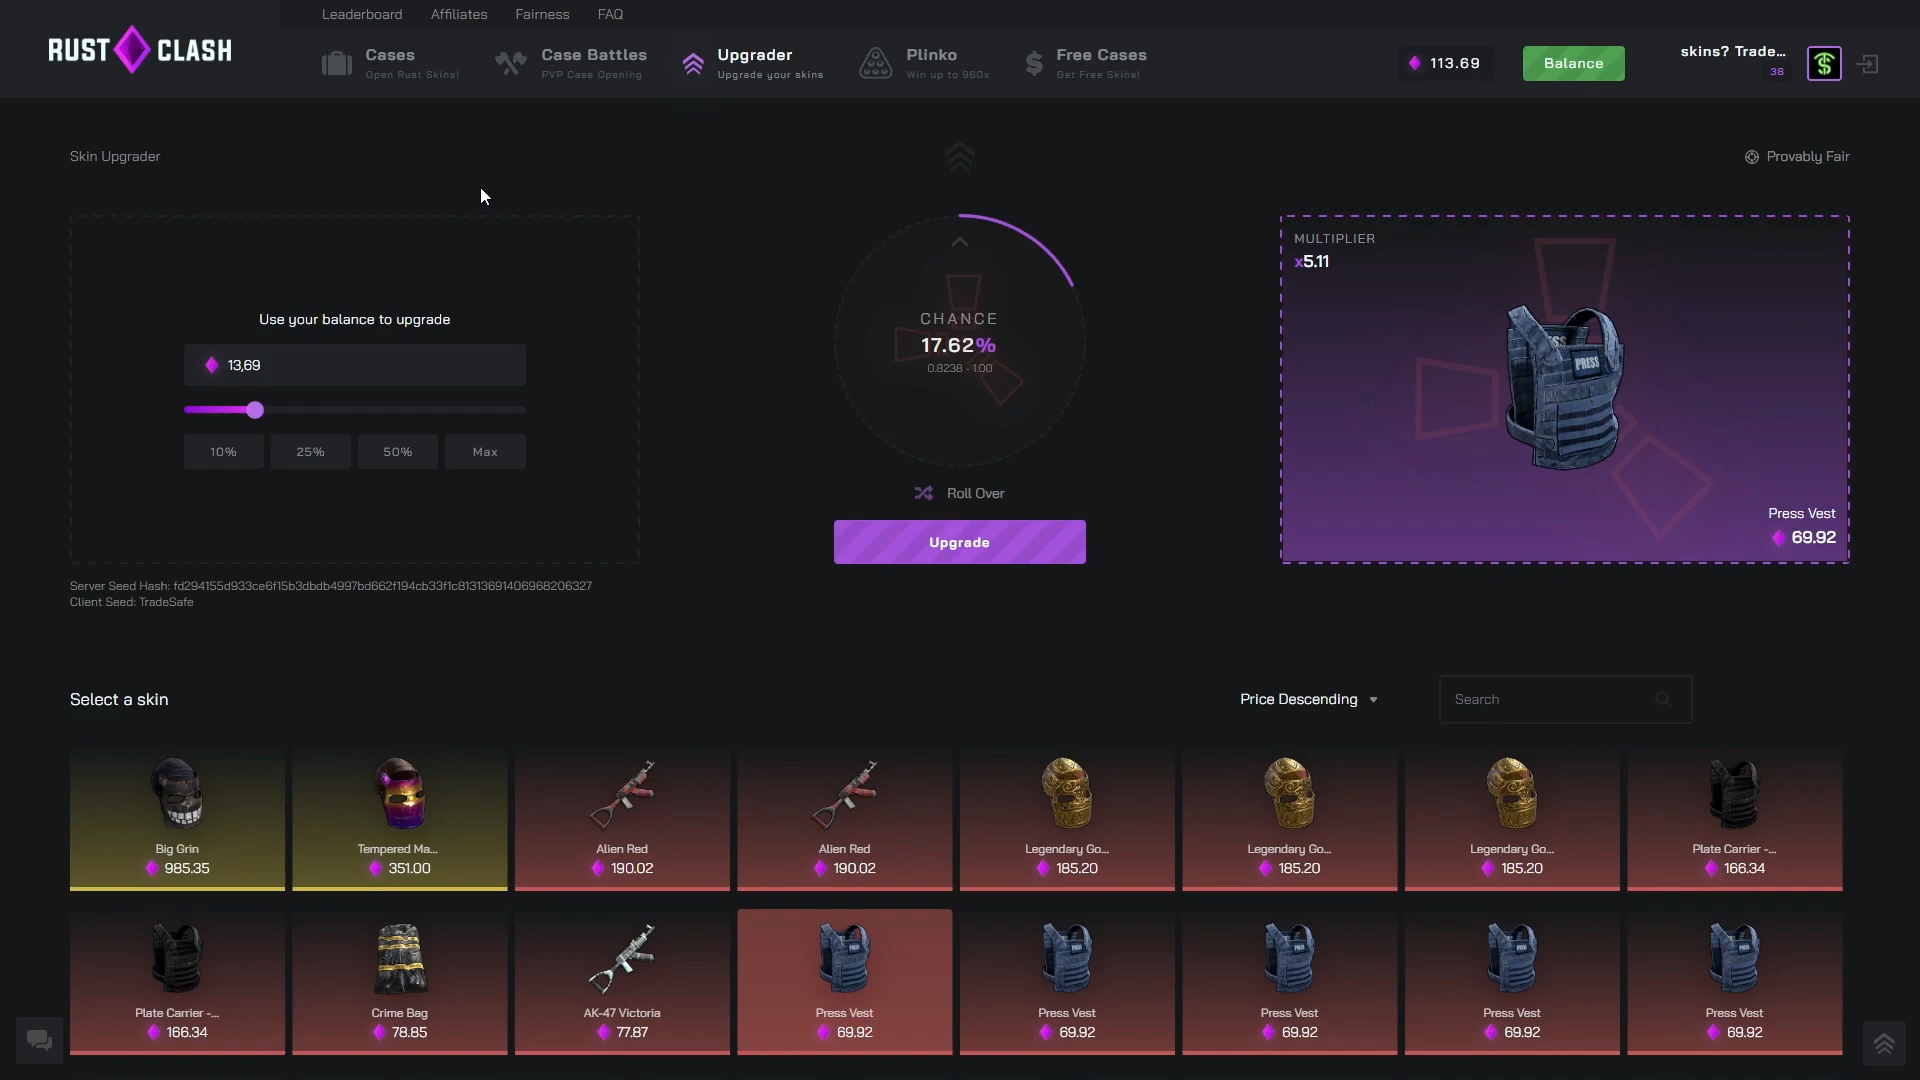 Leaderboard Affiliates Fairness FAQ
RUST CLASH
Cases
Open Rust Skins!
Case Battles
PVP Case Opening
Upgrader
Upgrade your skins
Plinko
Win up to 960x
Free Cases
Get Free Skins!
113.69
Balance
skins? Trade...
38
Skin Upgrader
Provably Fair
Use your balance to upgrade
13,69
10% 25% 50% Max
CHANCE
17.62%
0.8238 - 1.00
Roll Over
Upgrade
MULTIPLIER
x5.11
PRESS
Press Vest
69.92
Server Seed Hash: fd294155d933ce6f15b3dbdb4997bd662f194cb33f1c81313691406968206327
Client Seed: TradeSafe
Select a skin
Price Descending
Search
Big Grin
985.35
Tempered Ma...
351.00
Alien Red
190.02
Alien Red
190.02
Legendary Go...
185.20
Legendary Go...
185.20
Legendary Go...
185.20
Plate Carrier -...
166.34
Plate Carrier -...
166.34
Crime Bag
78.85
AK-47 Victoria
77.87
Press Vest
69.92
Press Vest
69.92
Press Vest
69.92
Press Vest
69.92
Press Vest
69.92